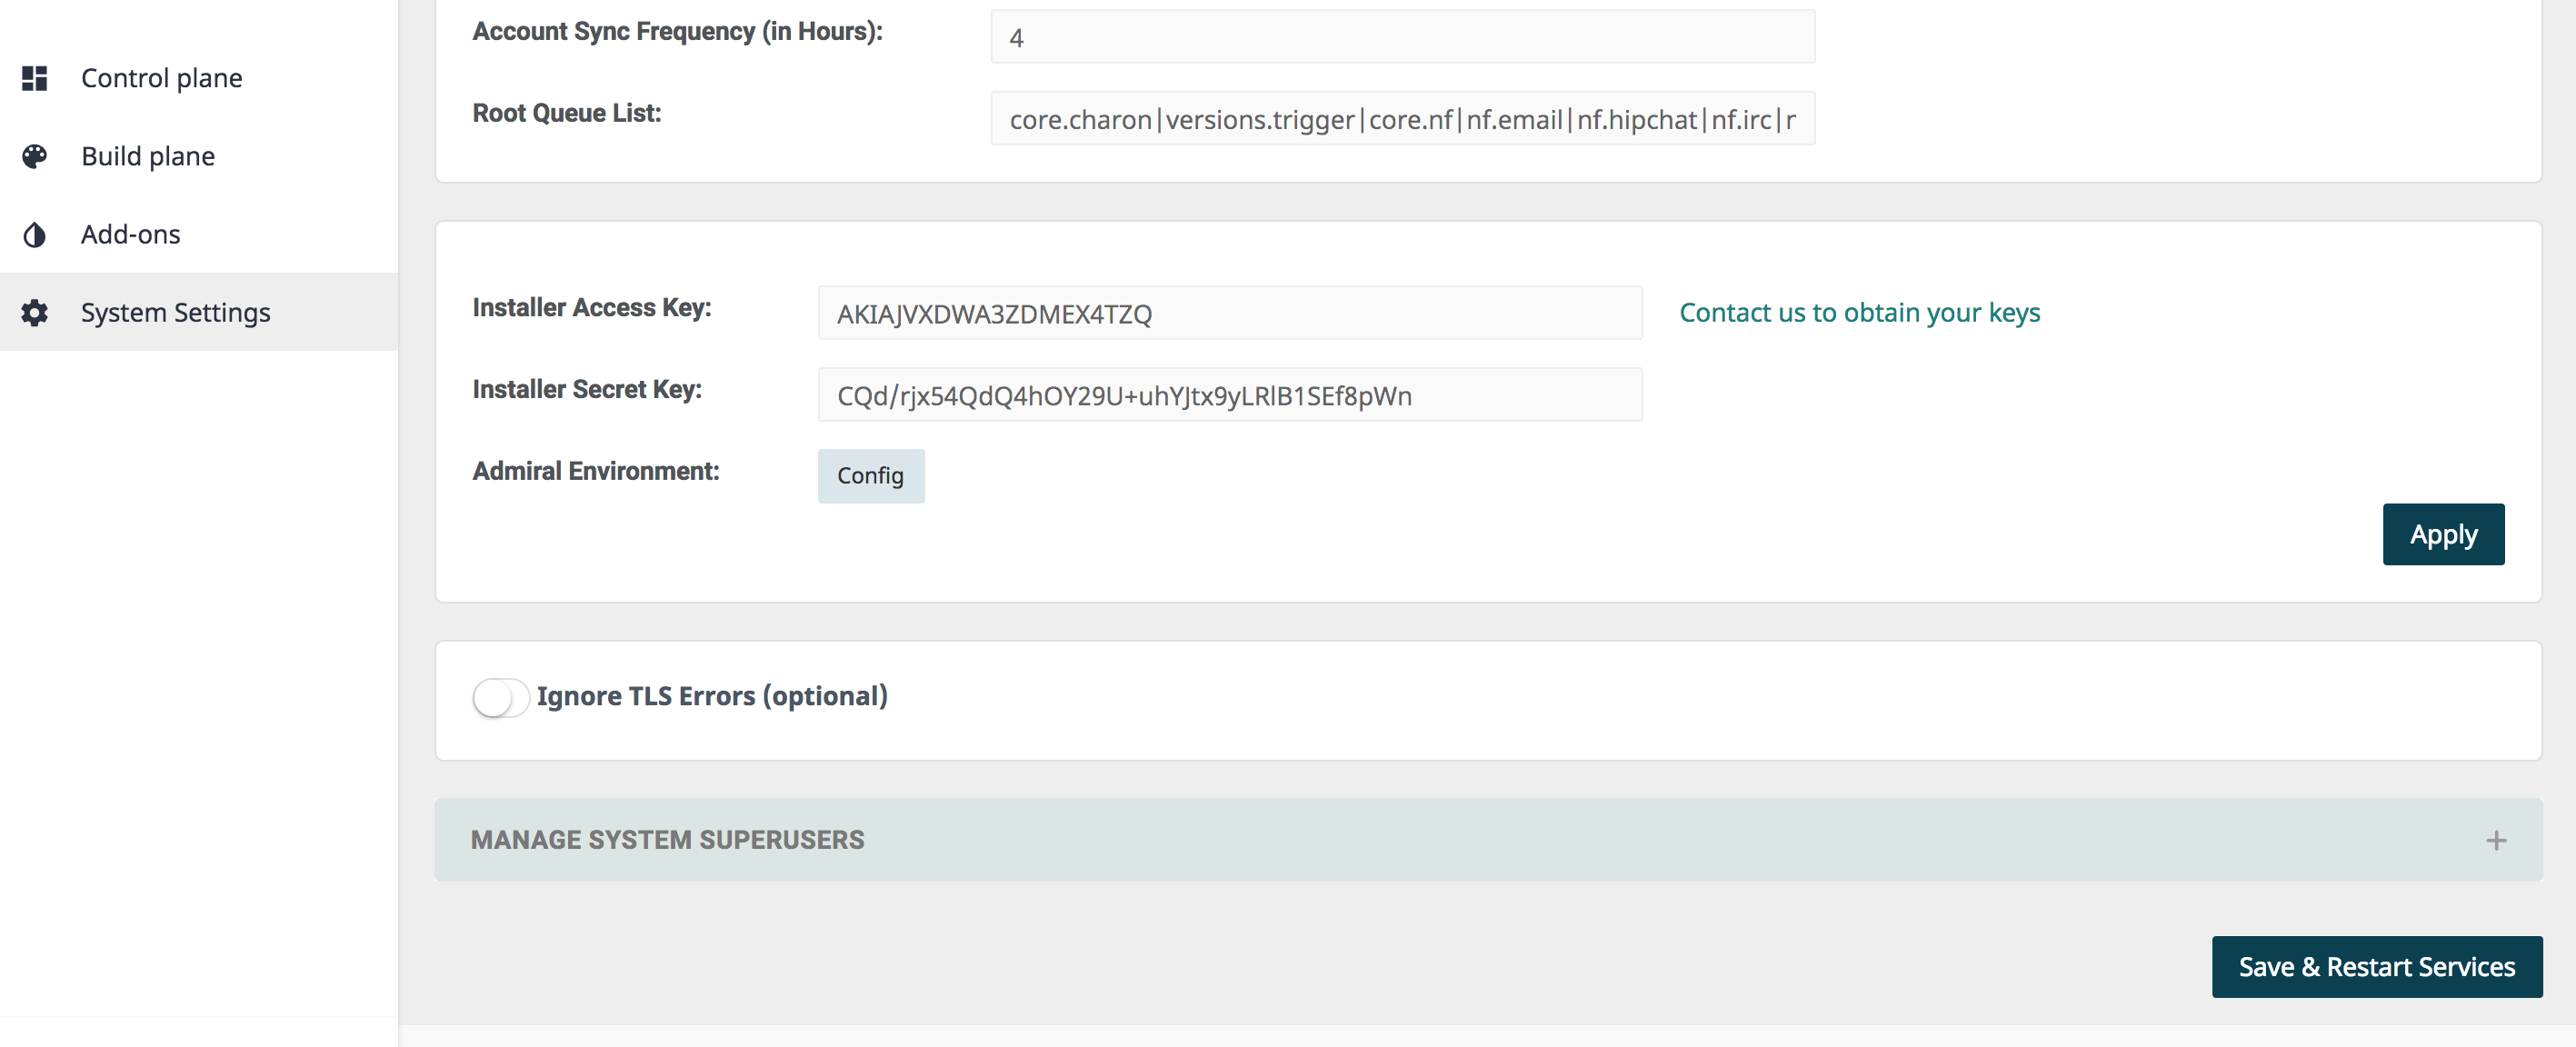 Account Sync Frequency (in Hours):
4
Root Queue List:
core.charon|versions.trigger|core.nf|nf.email|nf.hipchat|nf.irc|
Control plane
Build plane
Add-ons
System Settings
Installer Access Key:
AKIAJVXDWA3ZDMEX4TZQ
Contact us to obtain your keys
Installer Secret Key:
CQd/rjx54QdQ4hOY29U+uhYJtx9yLRlB1SEf8pWn
Admiral Environment:
Config
Apply
Ignore TLS Errors (optional)
MANAGE SYSTEM SUPERUSERS
+
Save & Restart Services